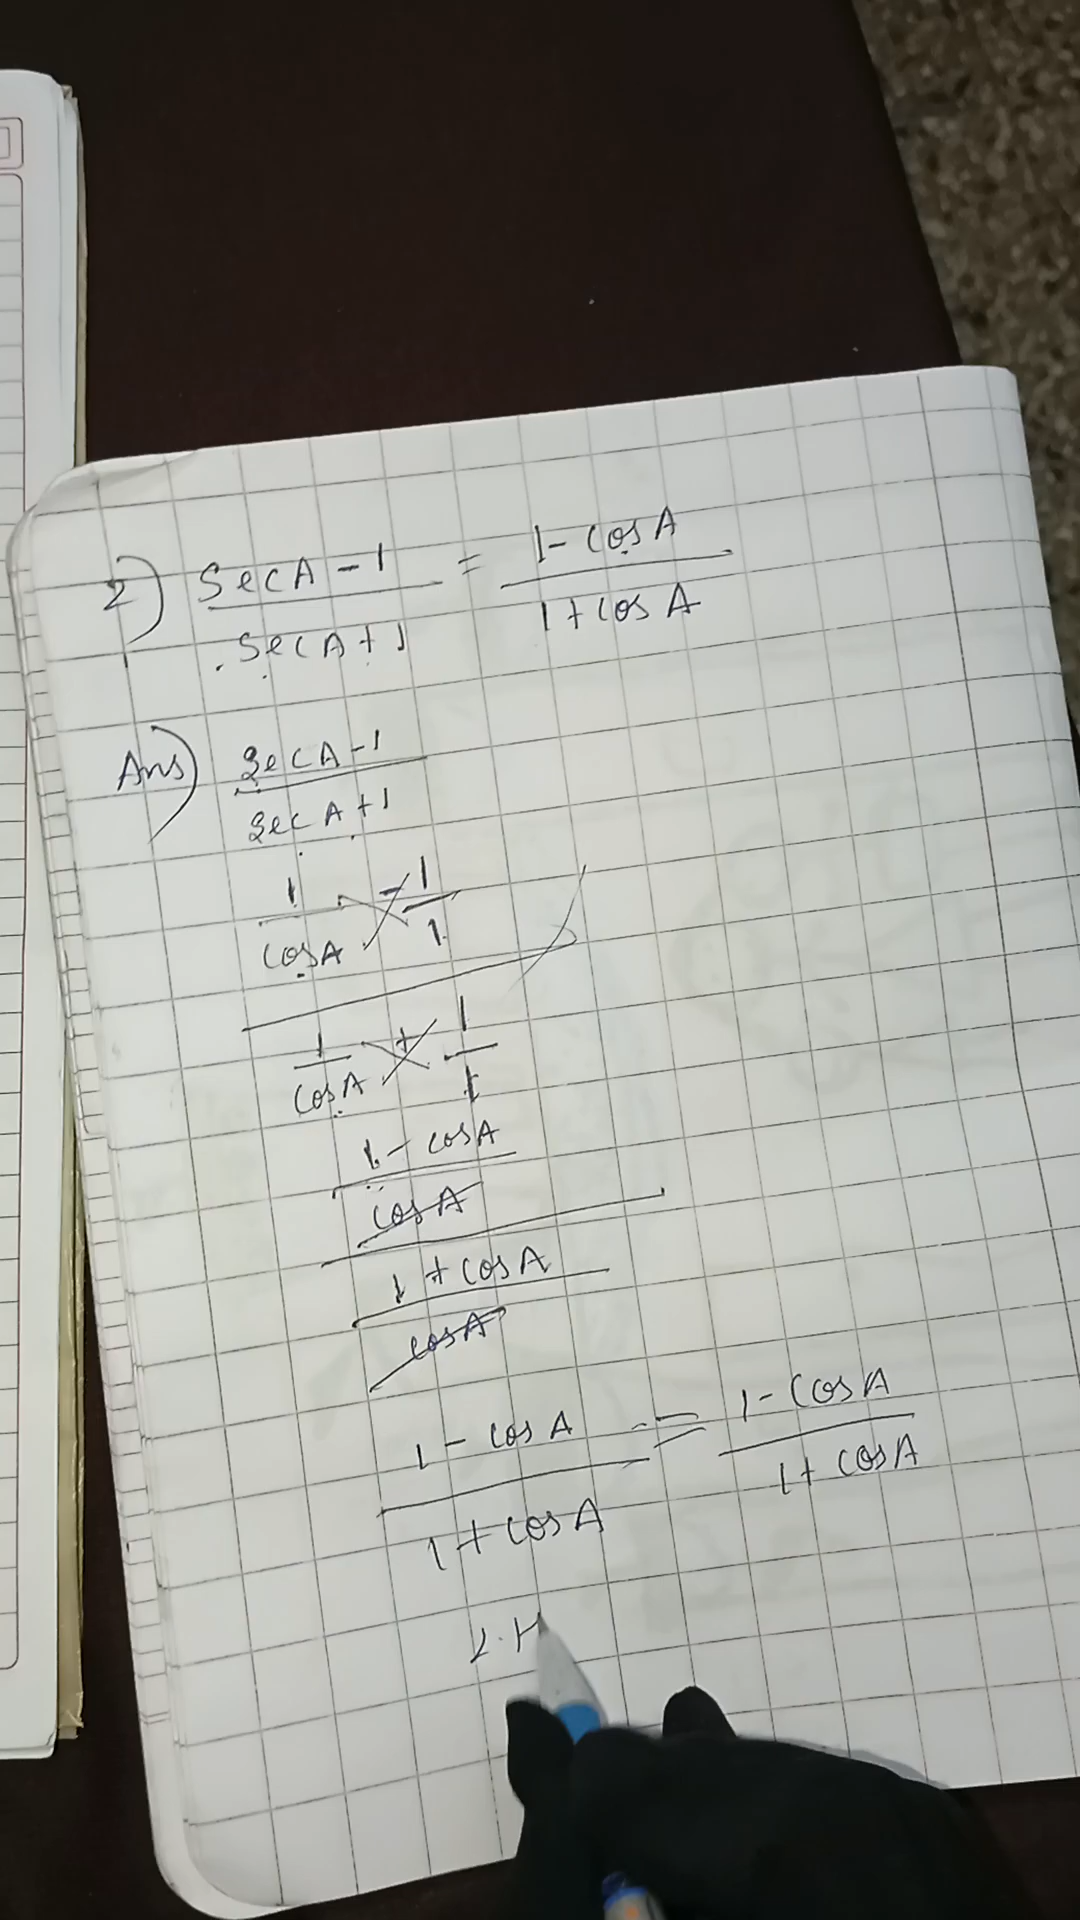 2) SecA - 1 / SecA + 1 = 1 - cosA / 1 + cosA
Ans) SecA - 1
SecA + 1
1/cosA - 1/1
1/cosA + 1/1
1 - cosA
cosA
1 + cosA
cosA
1 - cosA / 1 + cosA = 1 - cosA / 1 + cosA
L.H